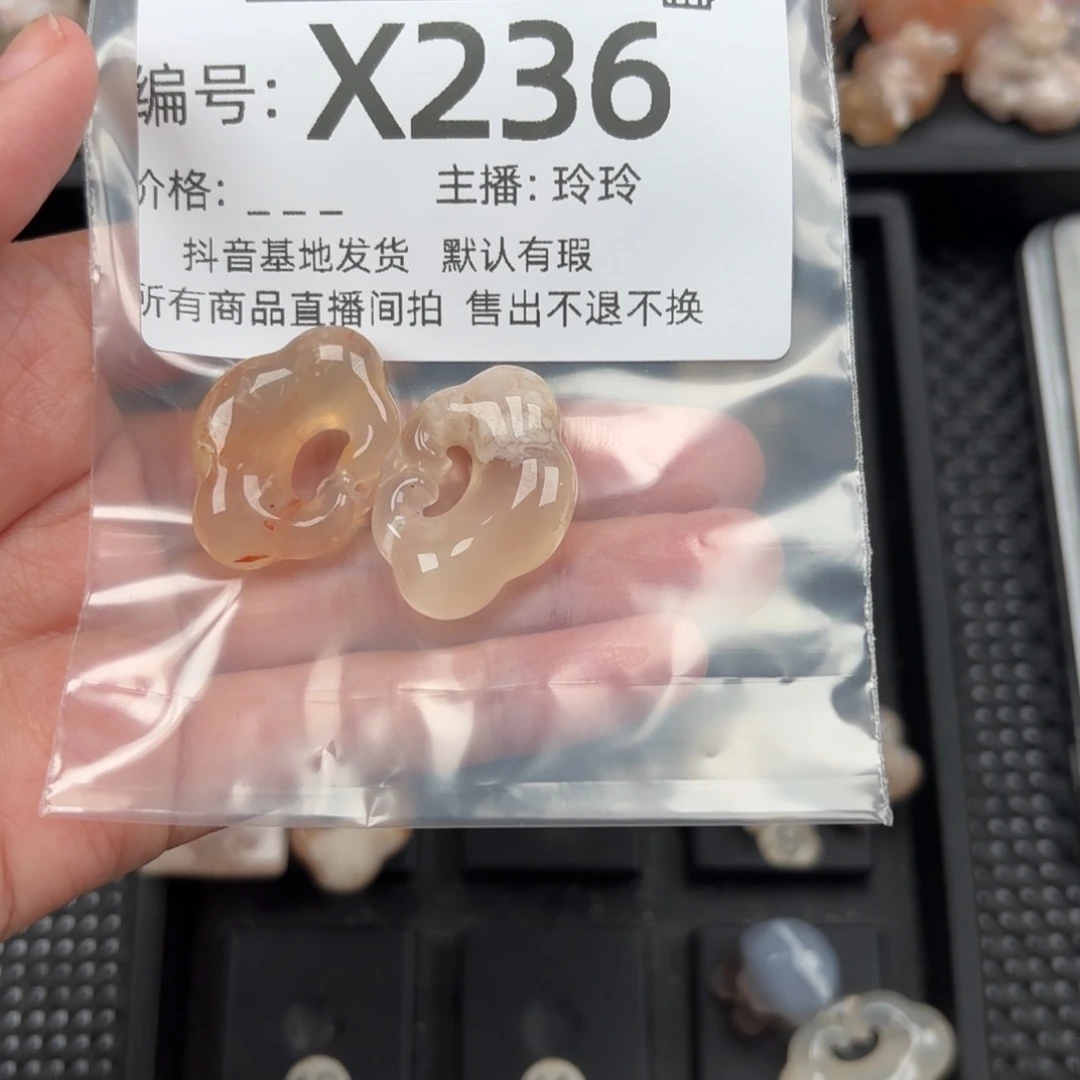 编号: X236
价格: _ _ _ 主播: 玲玲
抖音基地发货 默认有瑕
所有商品直播间拍 售出不退不换